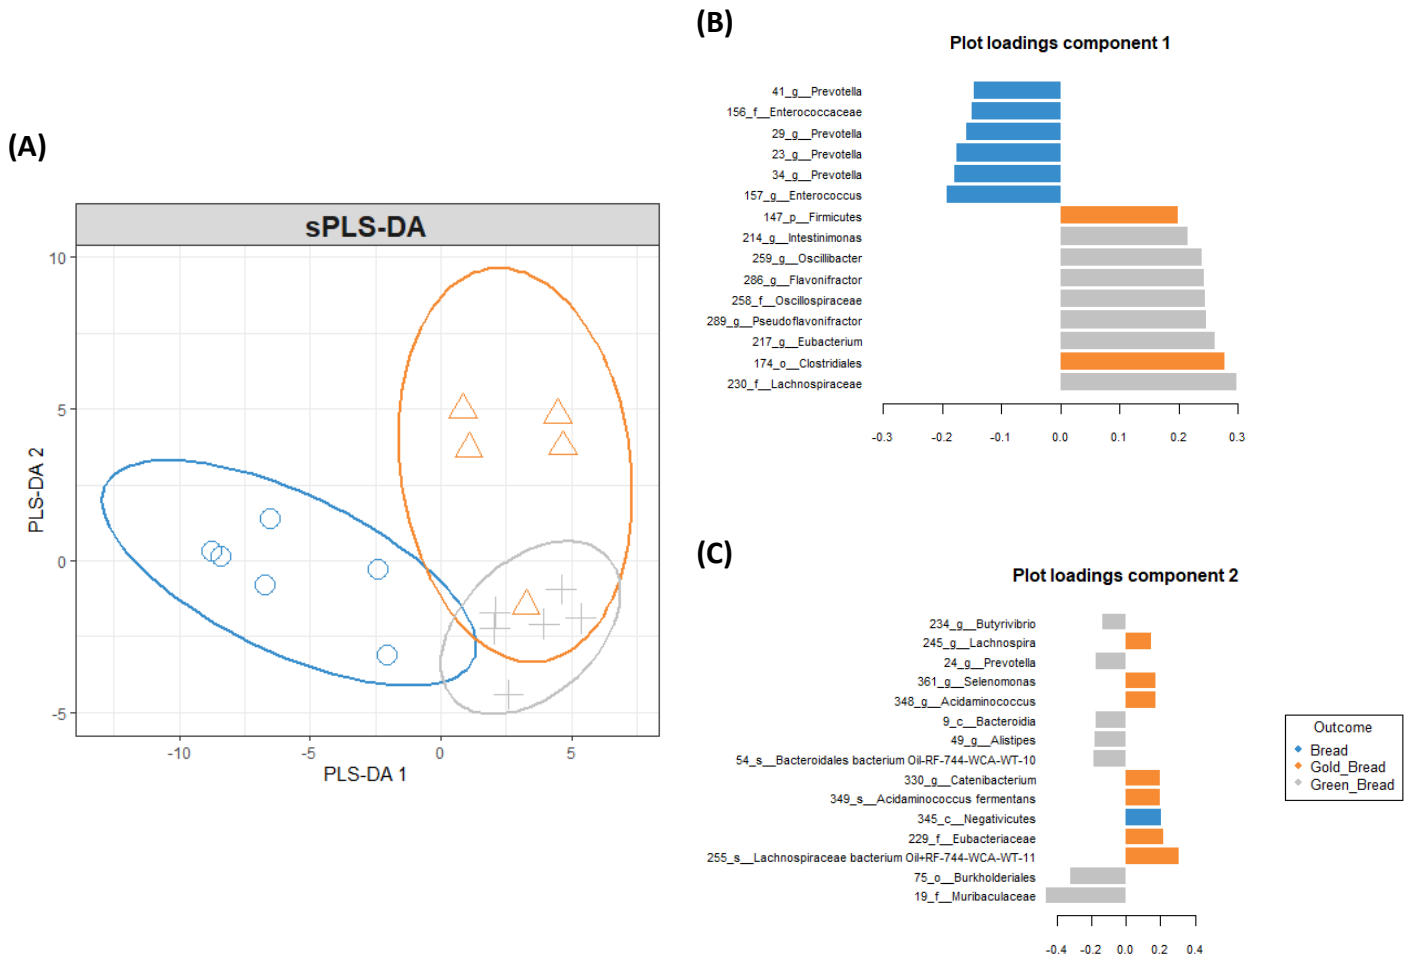 (A)
sPLS-DA
10
5
0
-5
PLS-DA 2
-10
-5
0
5
PLS-DA 1
(B)
Plot loadings component 1
41_g__Prevotella
156_f__Enterococcaceae
29_g__Prevotella
23_g__Prevotella
34_g__Prevotella
157_g__Enterococcus
147_p__Firmicutes
214_g__Intestinimonas
259_g__Oscillibacter
286_g__Flavonifractor
258_f__Oscillospiraceae
289_g__Pseudoflavonifractor
217_g__Eubacterium
174_o__Clostridiales
230_f__Lachnospiraceae
-0.3 -0.2 -0.1 0.0 0.1 0.2 0.3
(C)
Plot loadings component 2
234_g__Butyrivibrio
245_g__Lachnospira
24_g__Prevotella
361_g__Selenomonas
348_g__Acidaminococcus
9_c__Bacteroidia
49_g__Alistipes
54_s__Bacteroidales bacterium Oil-RF-744-WCA-WT-10
330_g__Catenibacterium
349_s__Acidaminococcus fermentans
345_c__Negativicutes
229_f__Eubacteriaceae
255_s__Lachnospiraceae bacterium Oil+RF-744-WCA-WT-11
75_o__Burkholderiales
19_f__Muribaculaceae
-0.4 -0.2 0.0 0.2 0.4
Outcome
Bread
Gold_Bread
Green_Bread